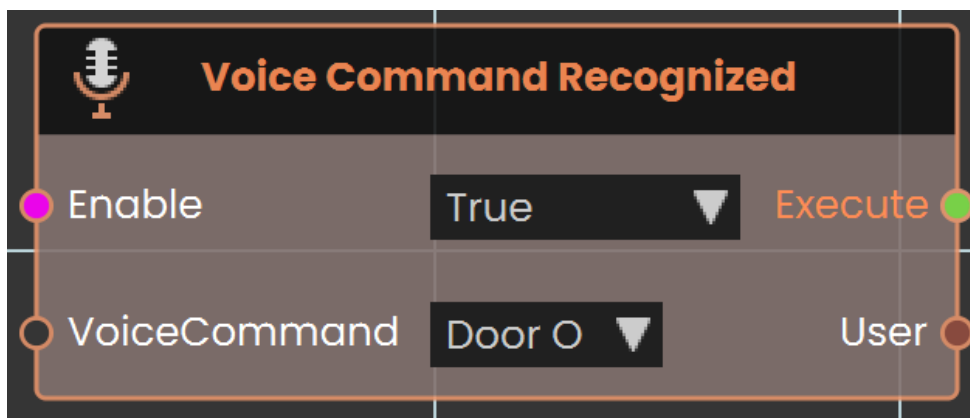 Voice Command Recognized
Enable True Execute
VoiceCommand Door O User